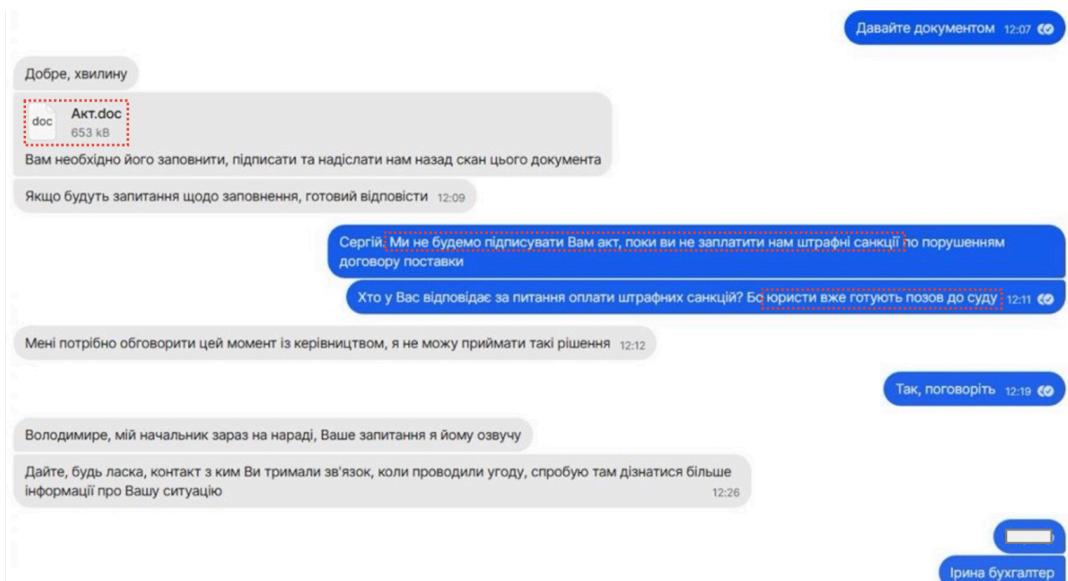 Давайте документом 12:07
Добре, хвилину
doc
Акт.doc
653 kB
Вам необхідно його заповнити, підписати та надіслати нам назад скан цього документа
Якщо будуть запитання щодо заповнення, готовий відповісти 12:09
Сергій. Ми не будемо підписувати Вам акт, поки ви не заплатити нам штрафні санкції по порушенням
договору поставки
Хто у Вас відповідає за питання оплати штрафних санкцій? Бо юристи вже готують позов до суду 12:11
Мені потрібно обговорити цей момент із керівництвом, я не можу приймати такі рішення 12:12
Так, поговоріть 12:19
Володимире, мій начальник зараз на нараді, Ваше запитання я йому озвучу
Дайте, будь ласка, контакт з ким Ви тримали зв'язок, коли проводили угоду, спробую там дізнатися більше
інформації про Вашу ситуацію 12:26
Ірина бухгалтер